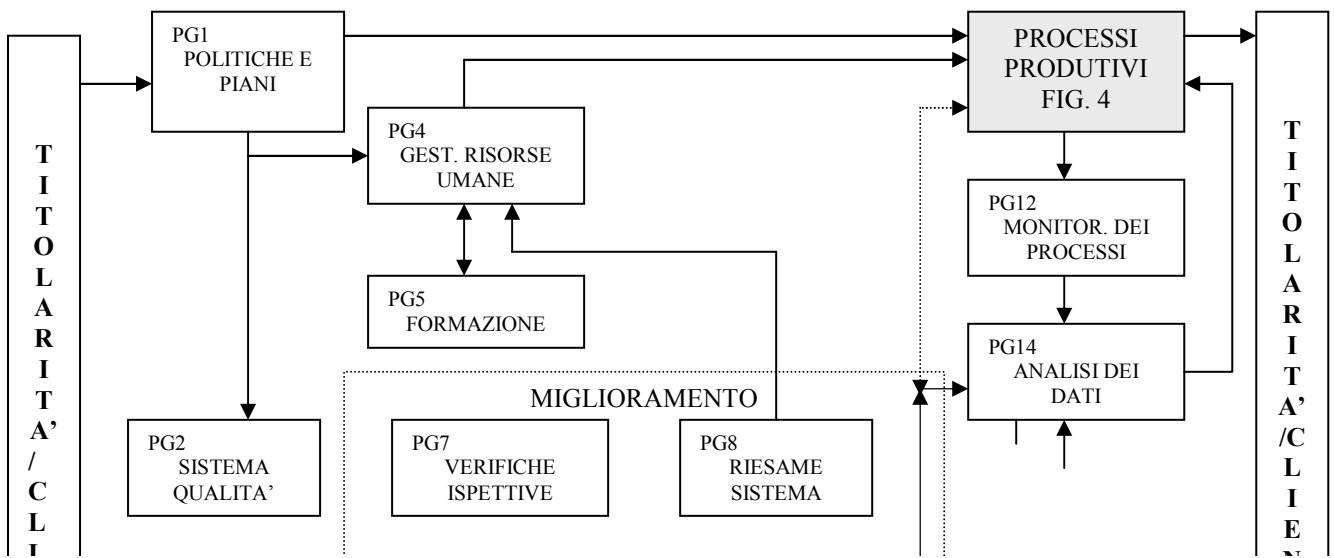 T
I
T
O
L
A
R
I
T
A’
/
C
L
I
PG1
POLITICHE E
PIANI
PG4
GEST. RISORSE
UMANE
PG5
FORMAZIONE
MIGLIORAMENTO
PG2
SISTEMA
QUALITA’
PG7
VERIFICHE
ISPETTIVE
PG8
RIESAME
SISTEMA
PROCESSI
PRODUTIVI
FIG. 4
PG12
MONITOR. DEI
PROCESSI
PG14
ANALISI DEI
DATI
T
I
T
O
L
A
R
I
T
A’
/C
L
I
E
N